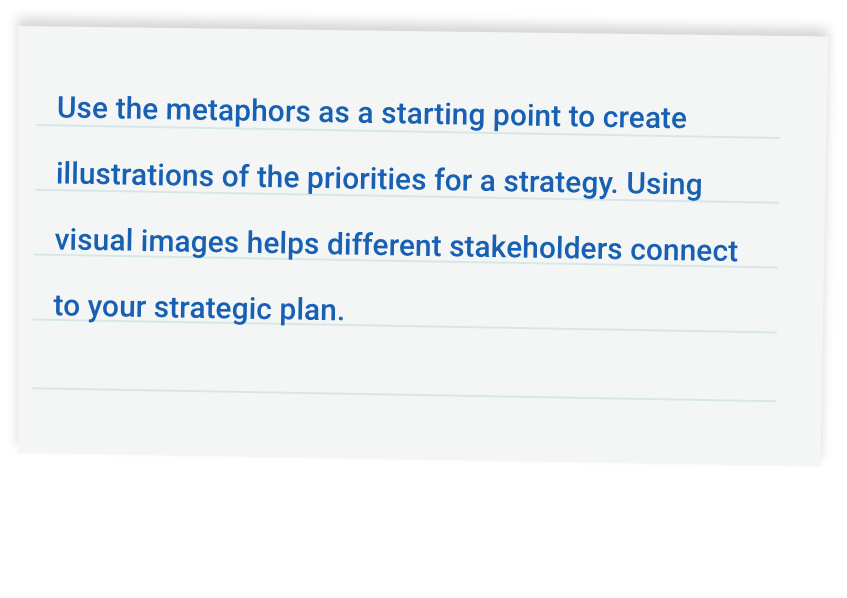 Use the metaphors as a starting point to create
illustrations of the priorities for a strategy. Using
visual images helps different stakeholders connect
to your strategic plan.